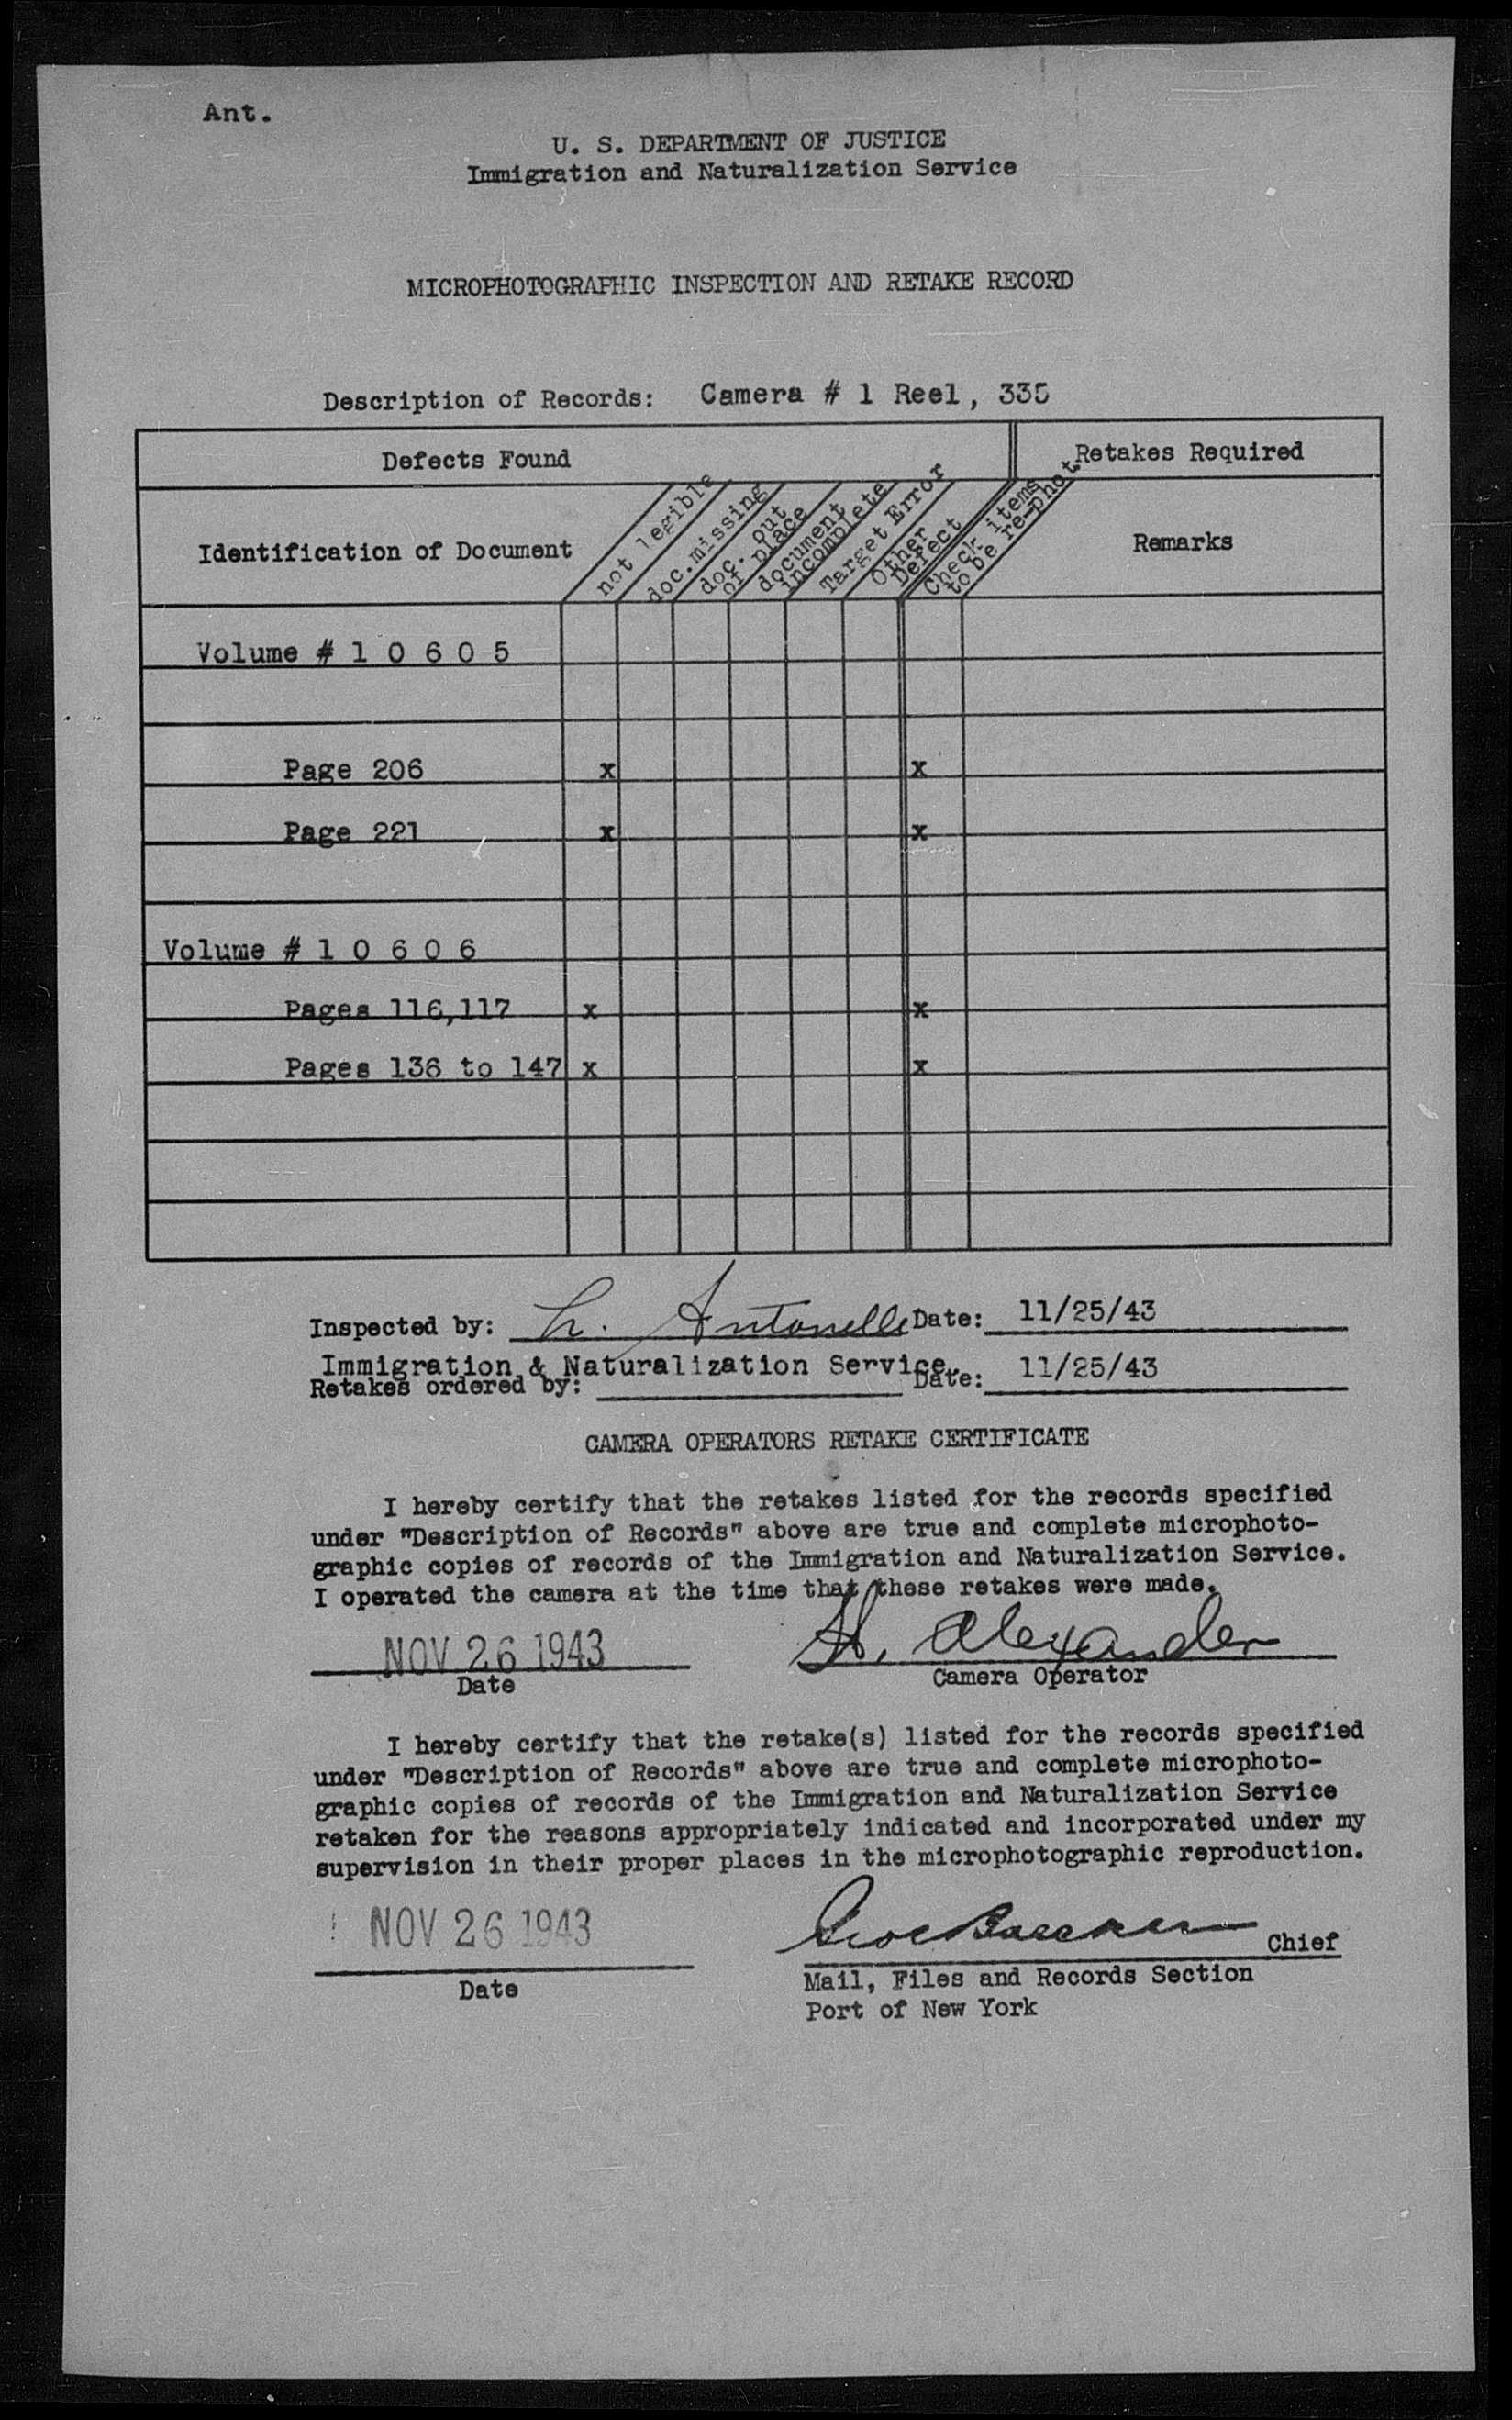 Ant.
U. S. DEPARTMENT OF JUSTICE
Immigration and Naturalization Service
MICROPHOTOGRAPHIC INSPECTION AND RETAKE RECORD
Description of Records: Camera # 1 Reel, 335
Defects Found
Retakes Required
Identification of Document
not legible
doc. missing
doc. out
of place
document
incomplete
Target Error
Other
Defect
Check items
to be re-phot.
Remarks
Volume # 1 0 6 0 5
Page 206 x x
Page 221 x x
Volume # 1 0 6 0 6
Pages 116,117 x x
Pages 136 to 147 x x
Inspected by: L. Antonelli Date: 11/25/43
Immigration & Naturalization Service.
Retakes ordered by: Date: 11/25/43
CAMERA OPERATORS RETAKE CERTIFICATE
I hereby certify that the retakes listed for the records specified
under "Description of Records" above are true and complete microphoto-
graphic copies of records of the Immigration and Naturalization Service.
I operated the camera at the time that these retakes were made.
NOV 26 1943
H. Alexander
Date
Camera Operator
I hereby certify that the retake(s) listed for the records specified
under "Description of Records" above are true and complete microphoto-
graphic copies of records of the Immigration and Naturalization Service
retaken for the reasons appropriately indicated and incorporated under my
supervision in their proper places in the microphotographic reproduction.
NOV 26 1943
Chief
Date
Mail, Files and Records Section
Port of New York